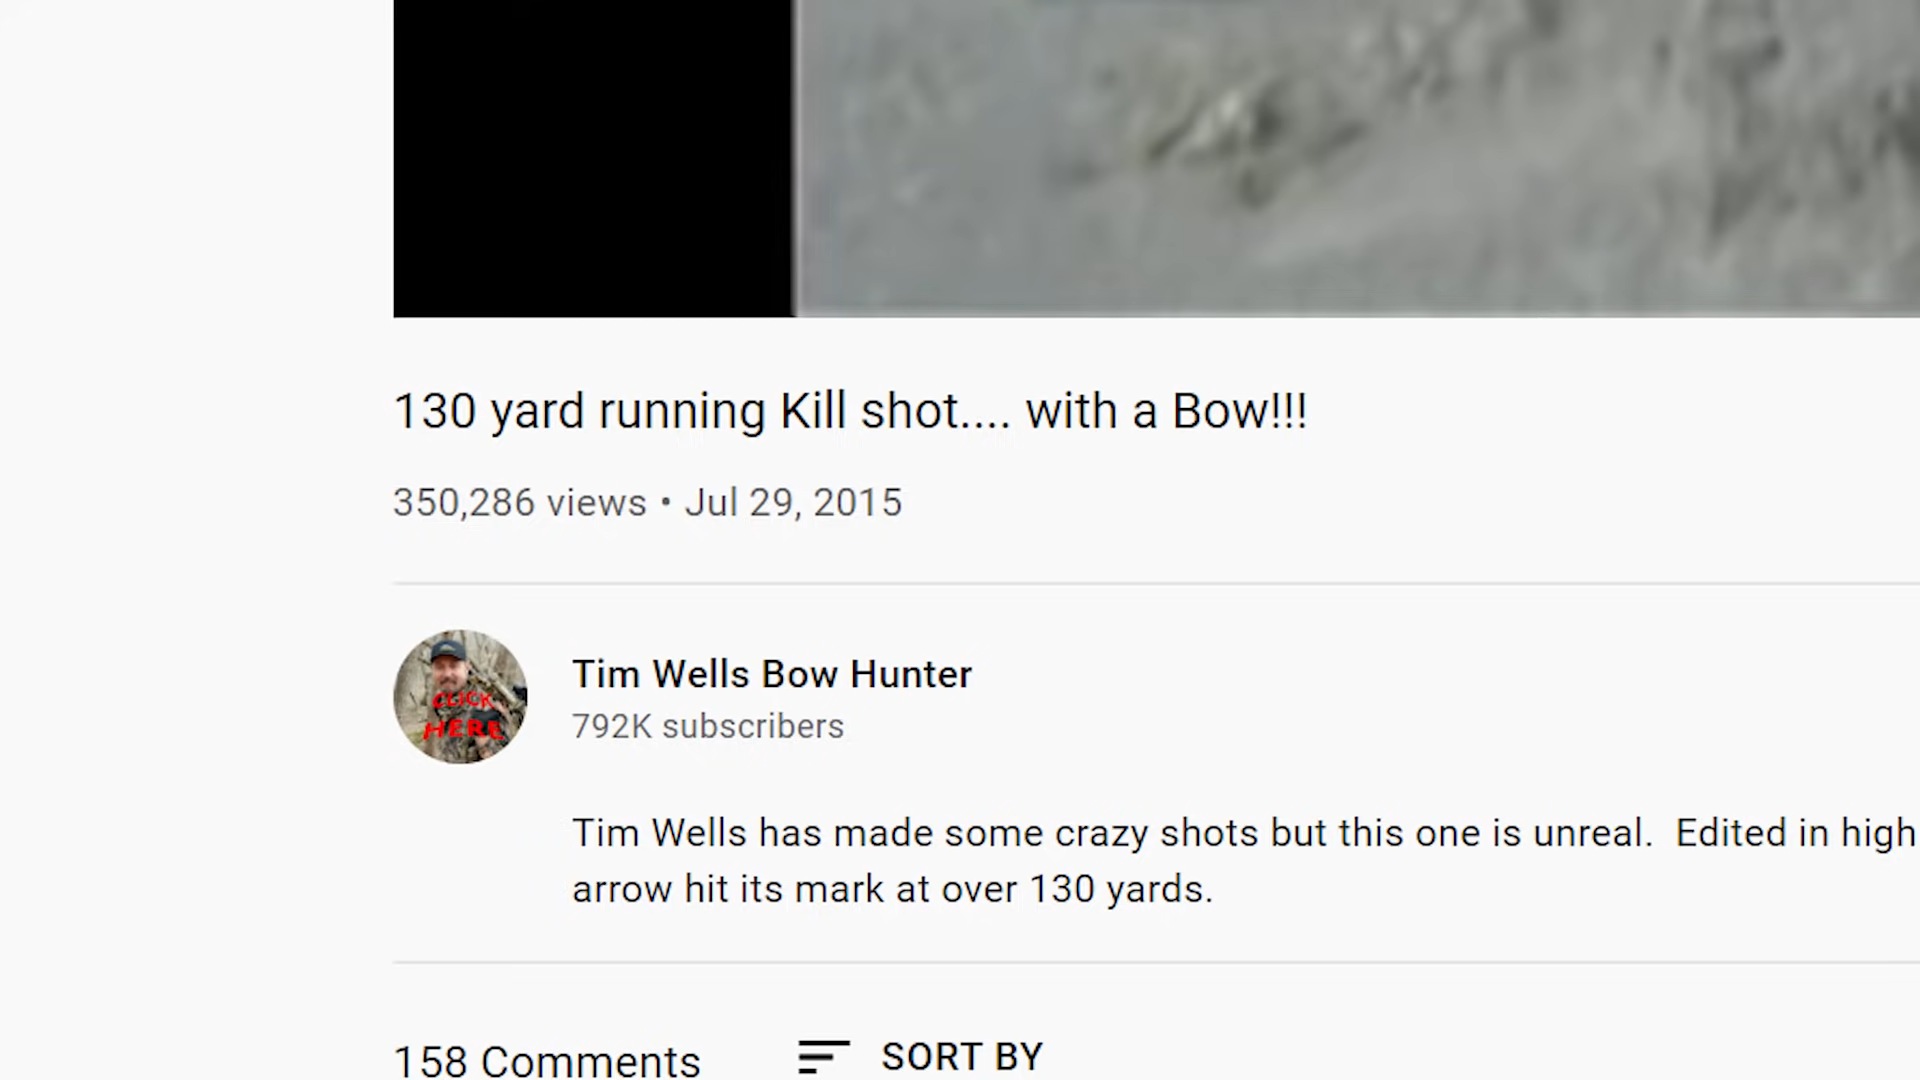 130 yard running Kill shot.... with a Bow!!!
350,286 views • Jul 29, 2015
CLICK
HERE
Tim Wells Bow Hunter
792K subscribers
Tim Wells has made some crazy shots but this one is unreal.  Edited in high
arrow hit its mark at over 130 yards.
158 Comments
SORT BY